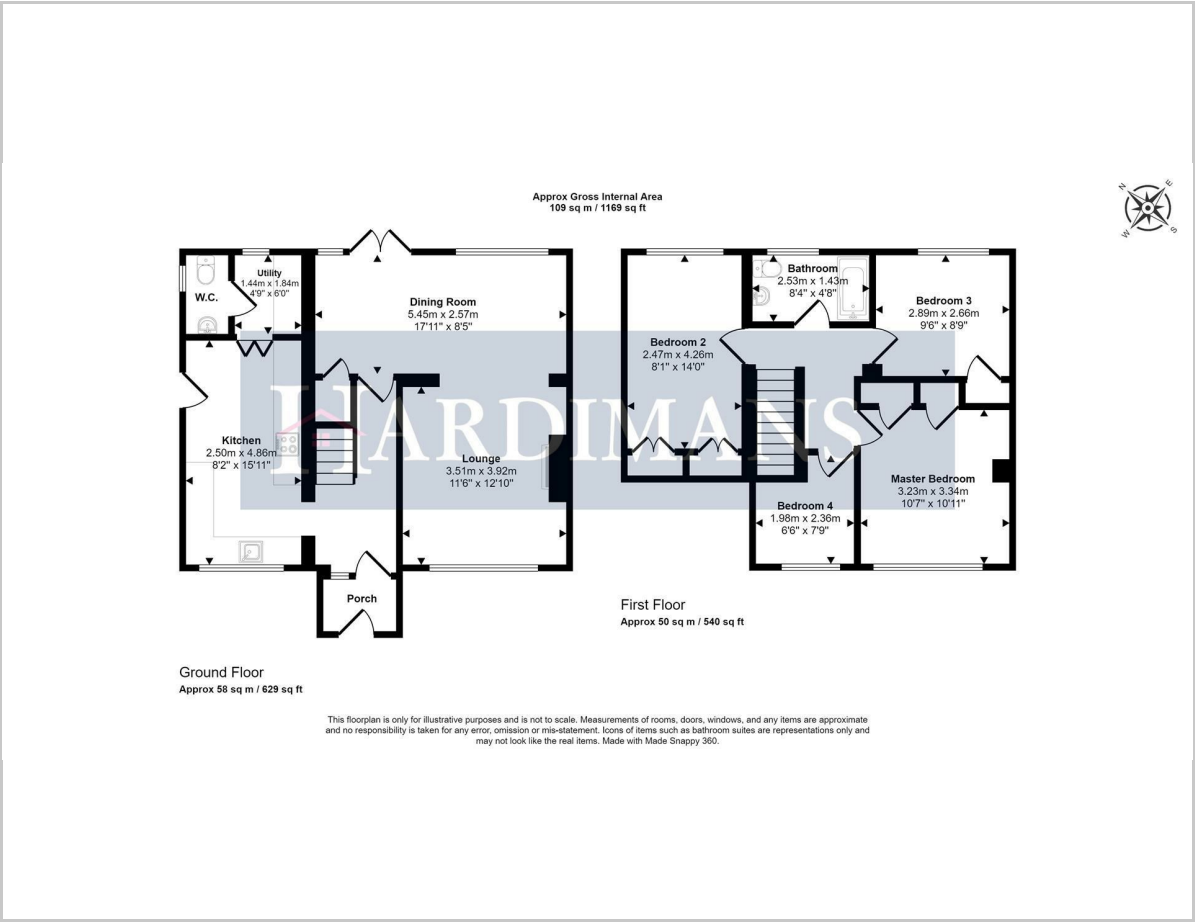 Approx Gross Internal Area
109 sq m / 1169 sq ft
N
E
W
S
Utility
1.44m x 1.84m
4'9" x 6'0"
W.C.
Dining Room
5.45m x 2.57m
17'11" x 8'5"
Kitchen
2.50m x 4.86m
8'2" x 15'11"
Lounge
3.51m x 3.92m
11'6" x 12'10"
Porch
Bathroom
2.53m x 1.43m
8'4" x 4'8"
Bedroom 3
2.89m x 2.66m
9'6" x 8'9"
Bedroom 2
2.47m x 4.26m
8'1" x 14'0"
Master Bedroom
3.23m x 3.34m
10'7" x 10'11"
Bedroom 4
1.98m x 2.36m
6'6" x 7'9"
HARDIMANS
First Floor
Approx 50 sq m / 540 sq ft
Ground Floor
Approx 58 sq m / 629 sq ft
This floorplan is only for illustrative purposes and is not to scale. Measurements of rooms, doors, windows, and any items are approximate
and no responsibility is taken for any error, omission or mis-statement. Icons of items such as bathroom suites are representations only and
may not look like the real items. Made with Made Snappy 360.